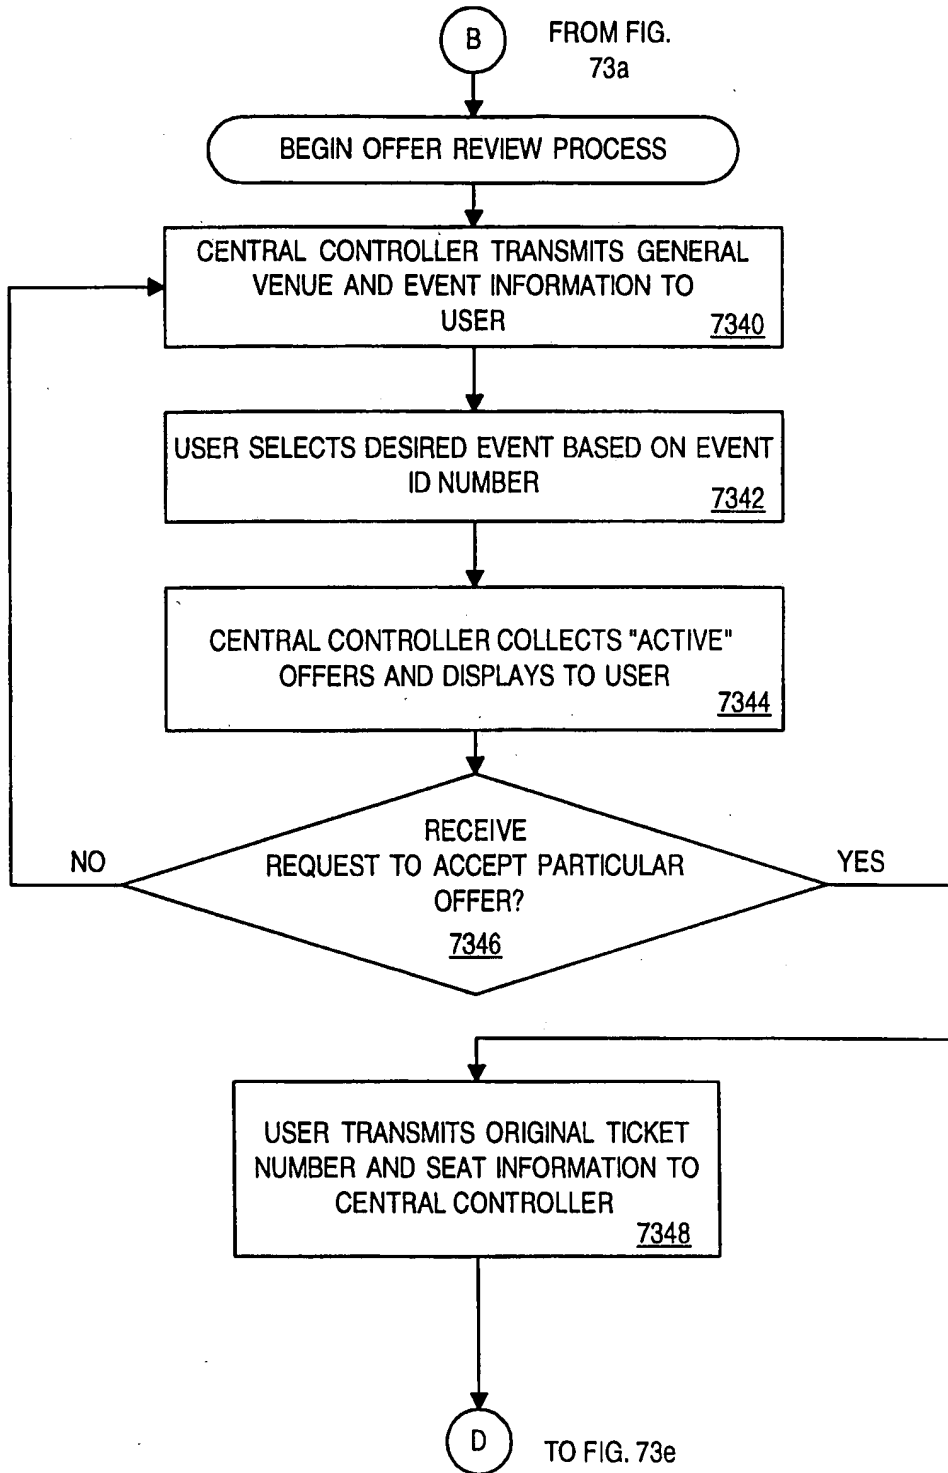 B
FROM FIG.
73a
BEGIN OFFER REVIEW PROCESS
CENTRAL CONTROLLER TRANSMITS GENERAL
VENUE AND EVENT INFORMATION TO
USER
7340
USER SELECTS DESIRED EVENT BASED ON EVENT
ID NUMBER
7342
CENTRAL CONTROLLER COLLECTS "ACTIVE"
OFFERS AND DISPLAYS TO USER
7344
RECEIVE
REQUEST TO ACCEPT PARTICULAR
OFFER?
7346
NO
YES
USER TRANSMITS ORIGINAL TICKET
NUMBER AND SEAT INFORMATION TO
CENTRAL CONTROLLER
7348
D
TO FIG. 73e